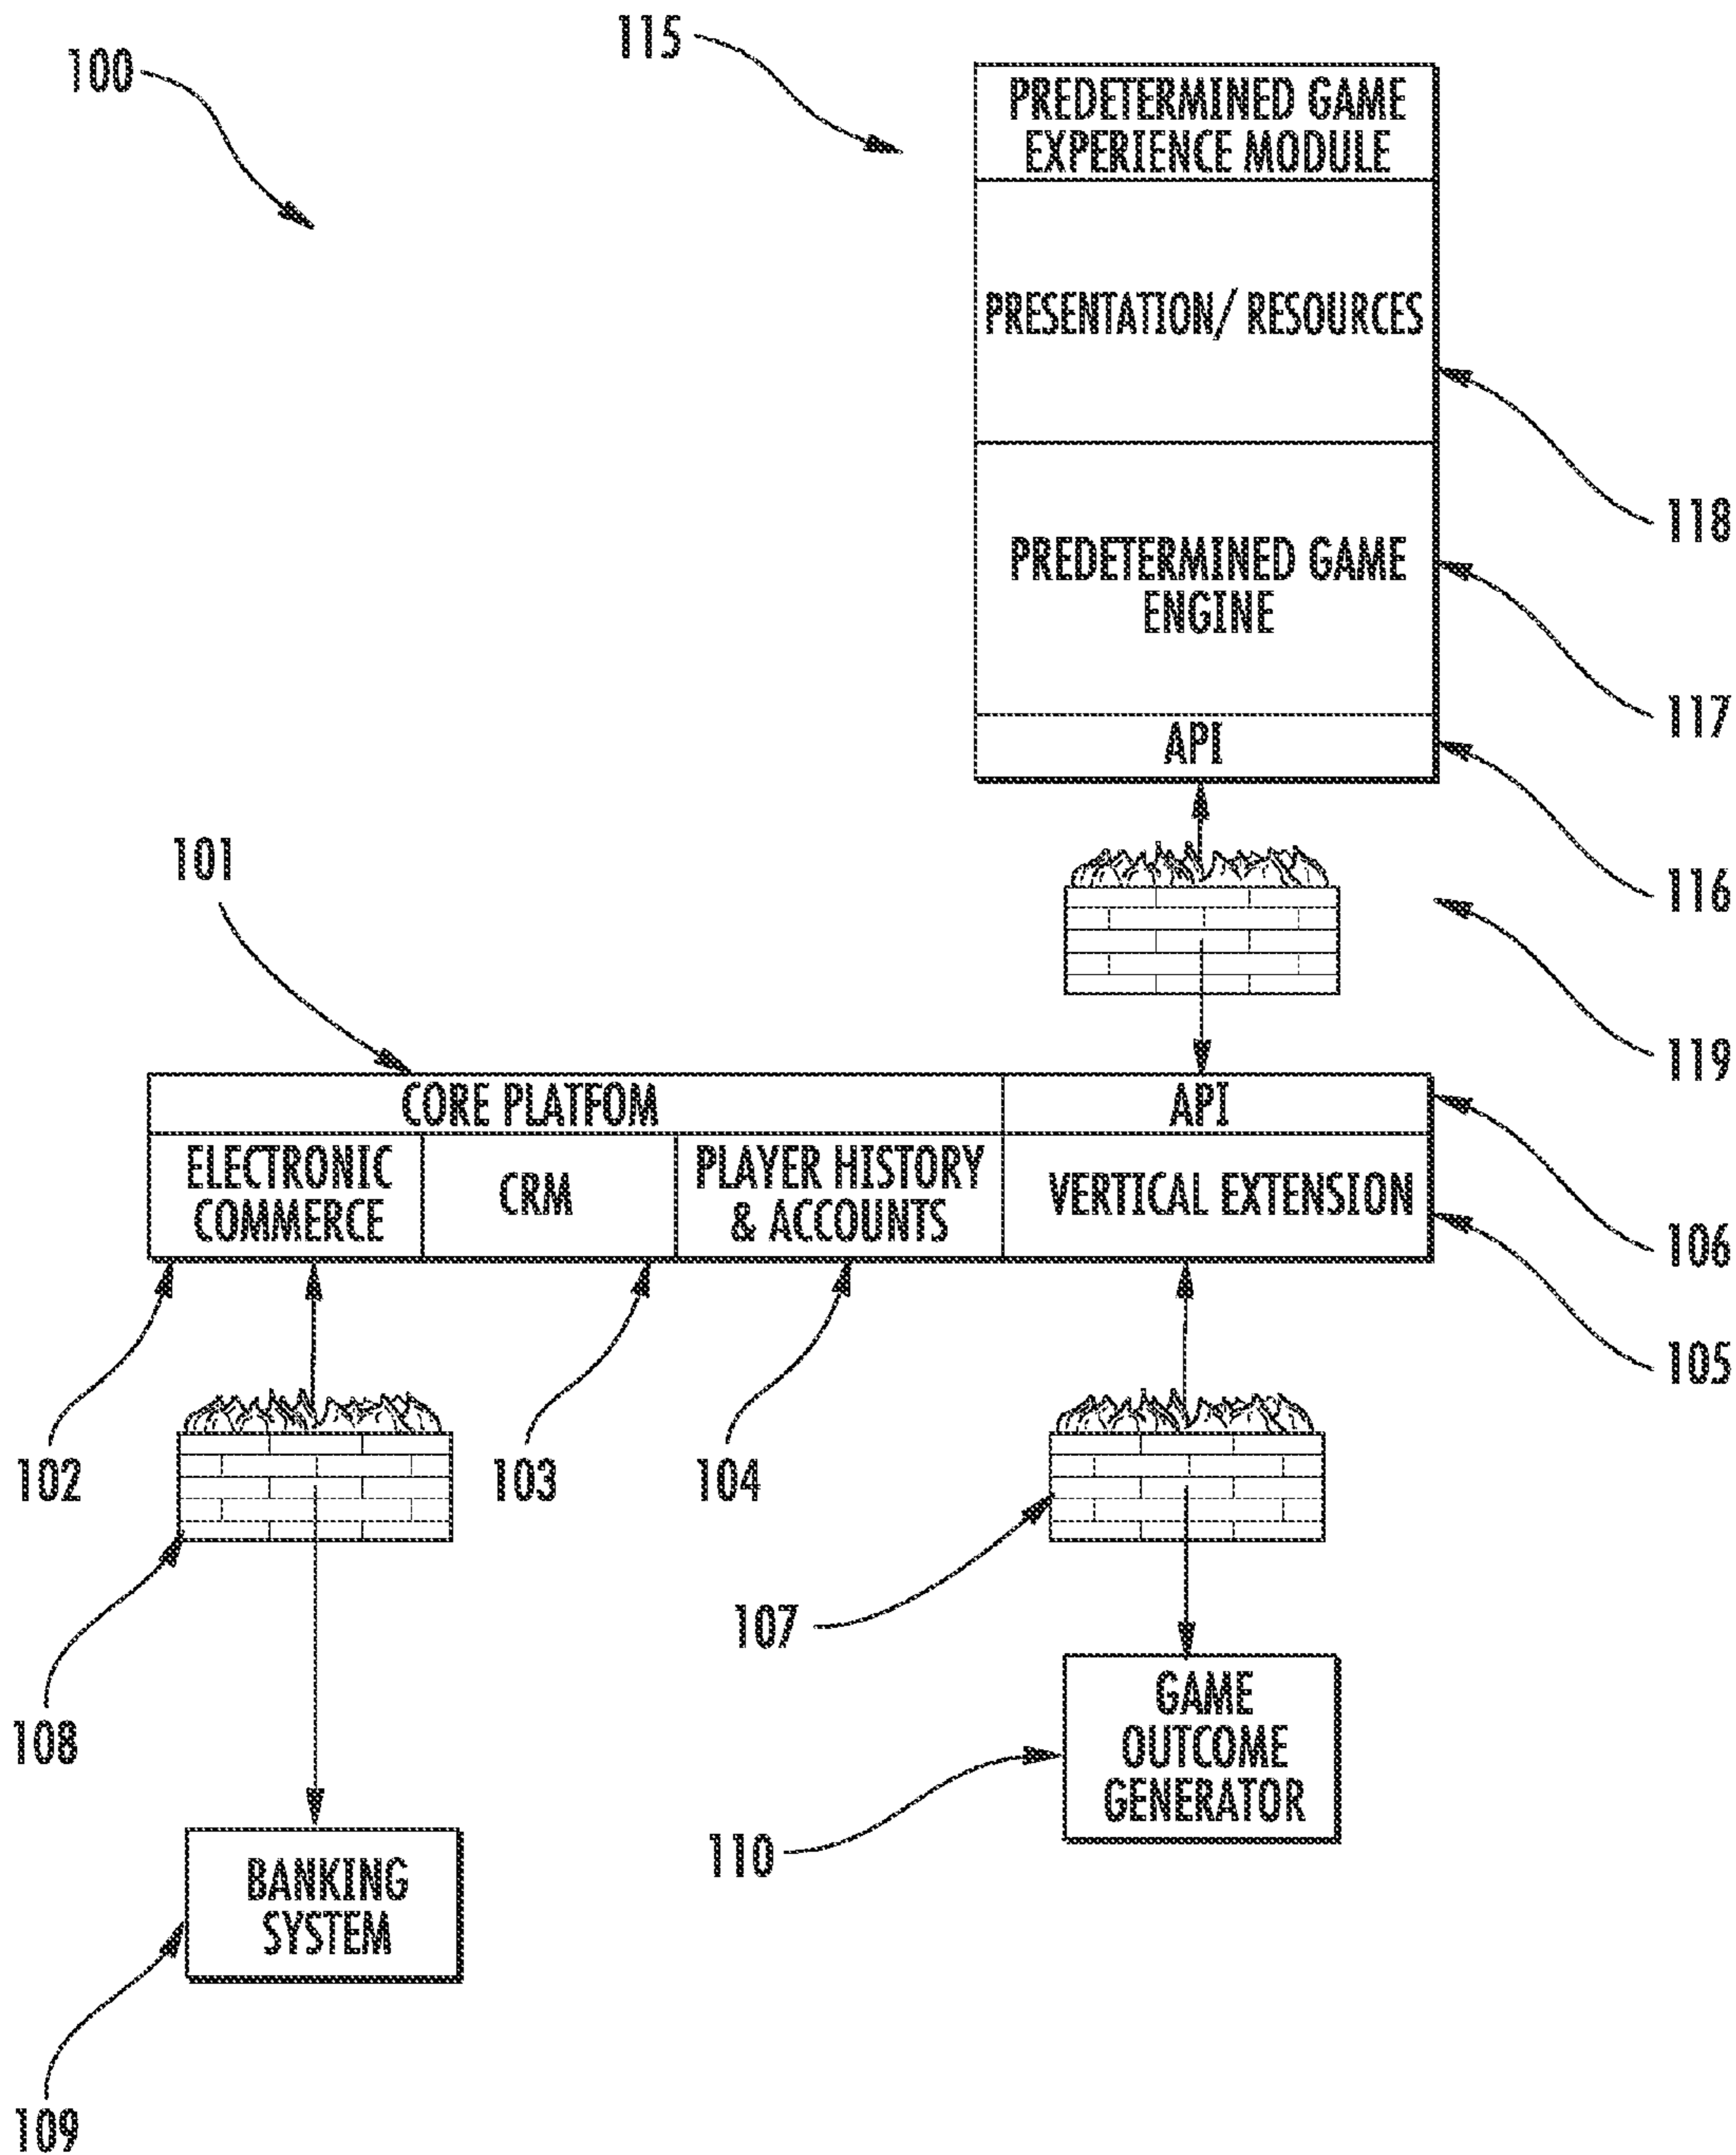 115
100
PREDETERMINED GAME
EXPERIENCE MODULE
PRESENTATION/ RESOURCES
118
PREDETERMINED GAME
ENGINE
117
API
116
101
119
CORE PLATFOM
API
ELECTRONIC
COMMERCE
CRM
PLAYER HISTORY
& ACCOUNTS
VERTICAL EXTENSION
106
105
102
103
104
107
108
GAME
OUTCOME
GENERATOR
110
BANKING
SYSTEM
109